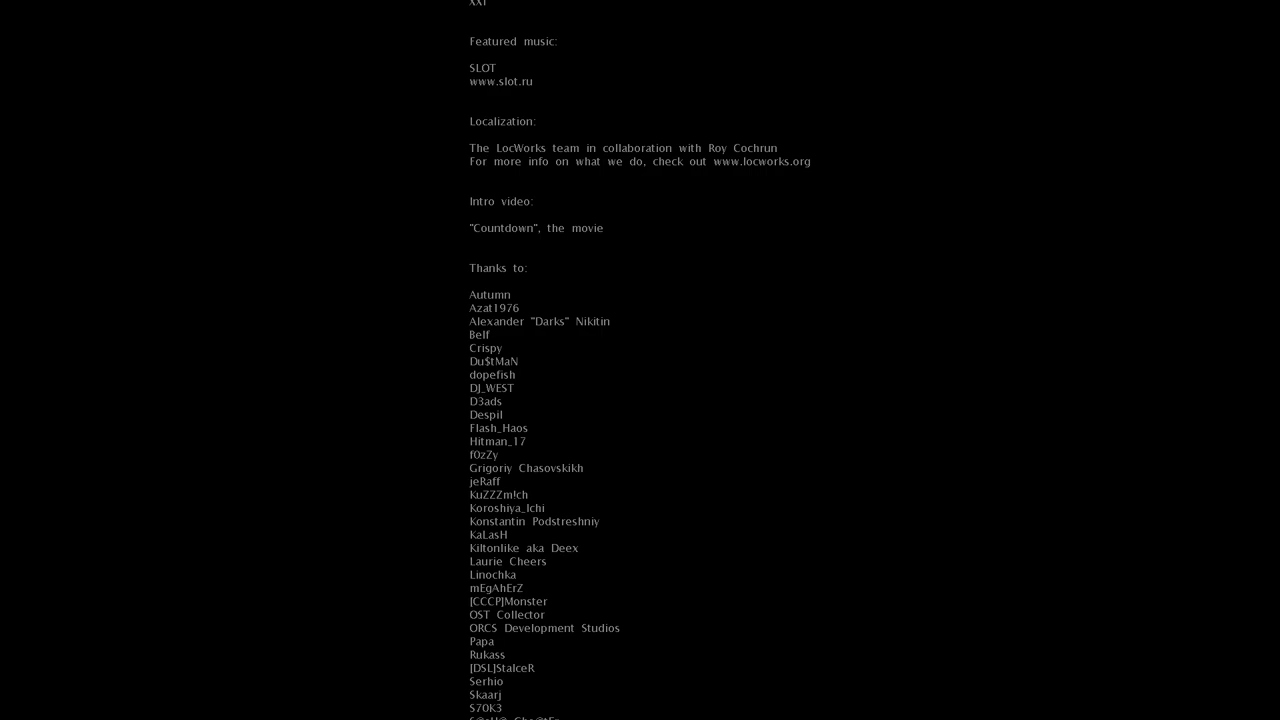 XXI
Featured music:
SLOT
www.slot.ru
Localization:
The LocWorks team in collaboration with Roy Cochrun
For more info on what we do, check out www.locworks.org
Intro video:
"Countdown", the movie
Thanks to:
Autumn
Azat1976
Alexander "Darks" Nikitin
Belf
Crispy
Du$tMaN
dopefish
DJ_WEST
D3ads
Despil
Flash_Haos
Hitman_17
f0zZy
Grigoriy Chasovskikh
jeRaff
KuZZZm!ch
Koroshiya_Ichi
Konstantin Podstreshniy
KaLasH
Kiltonlike aka Deex
Laurie Cheers
Linochka
mEgAhErZ
[CCCP]Monster
OST Collector
ORCS Development Studios
Papa
Rukass
[DSL]StalceR
Serhio
Skaarj
S70K3